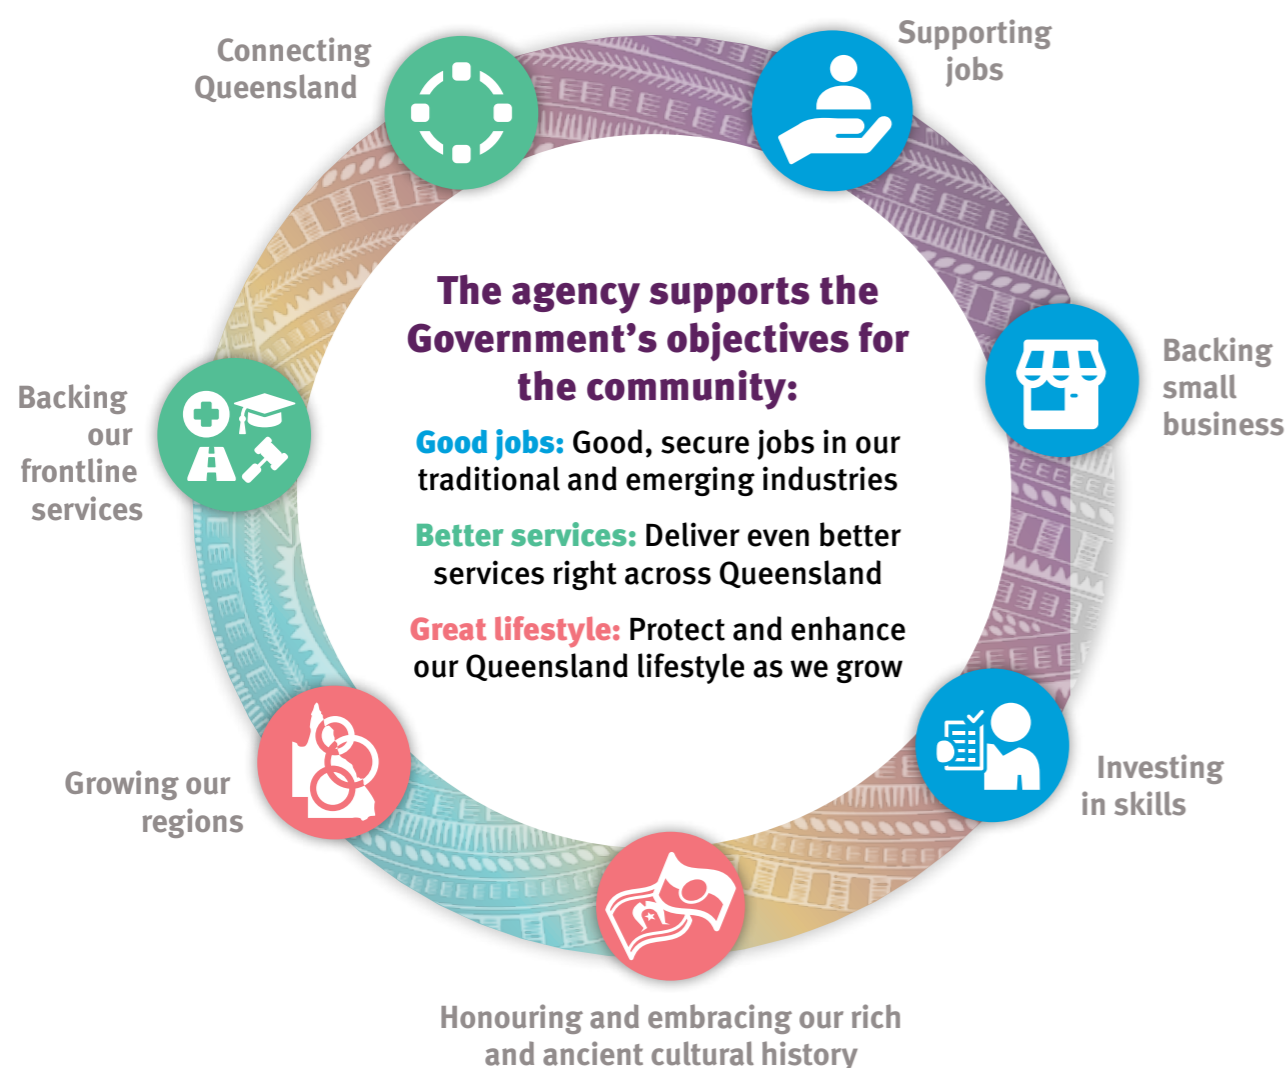 Connecting
Queensland
Supporting
jobs
Backing
small
business
Investing
in skills
Honouring and embracing our rich
and ancient cultural history
Growing our
regions
Backing
our
frontline
services
The agency supports the
Government’s objectives for
the community:
Good jobs: Good, secure jobs in our
traditional and emerging industries
Better services: Deliver even better
services right across Queensland
Great lifestyle: Protect and enhance
our Queensland lifestyle as we grow